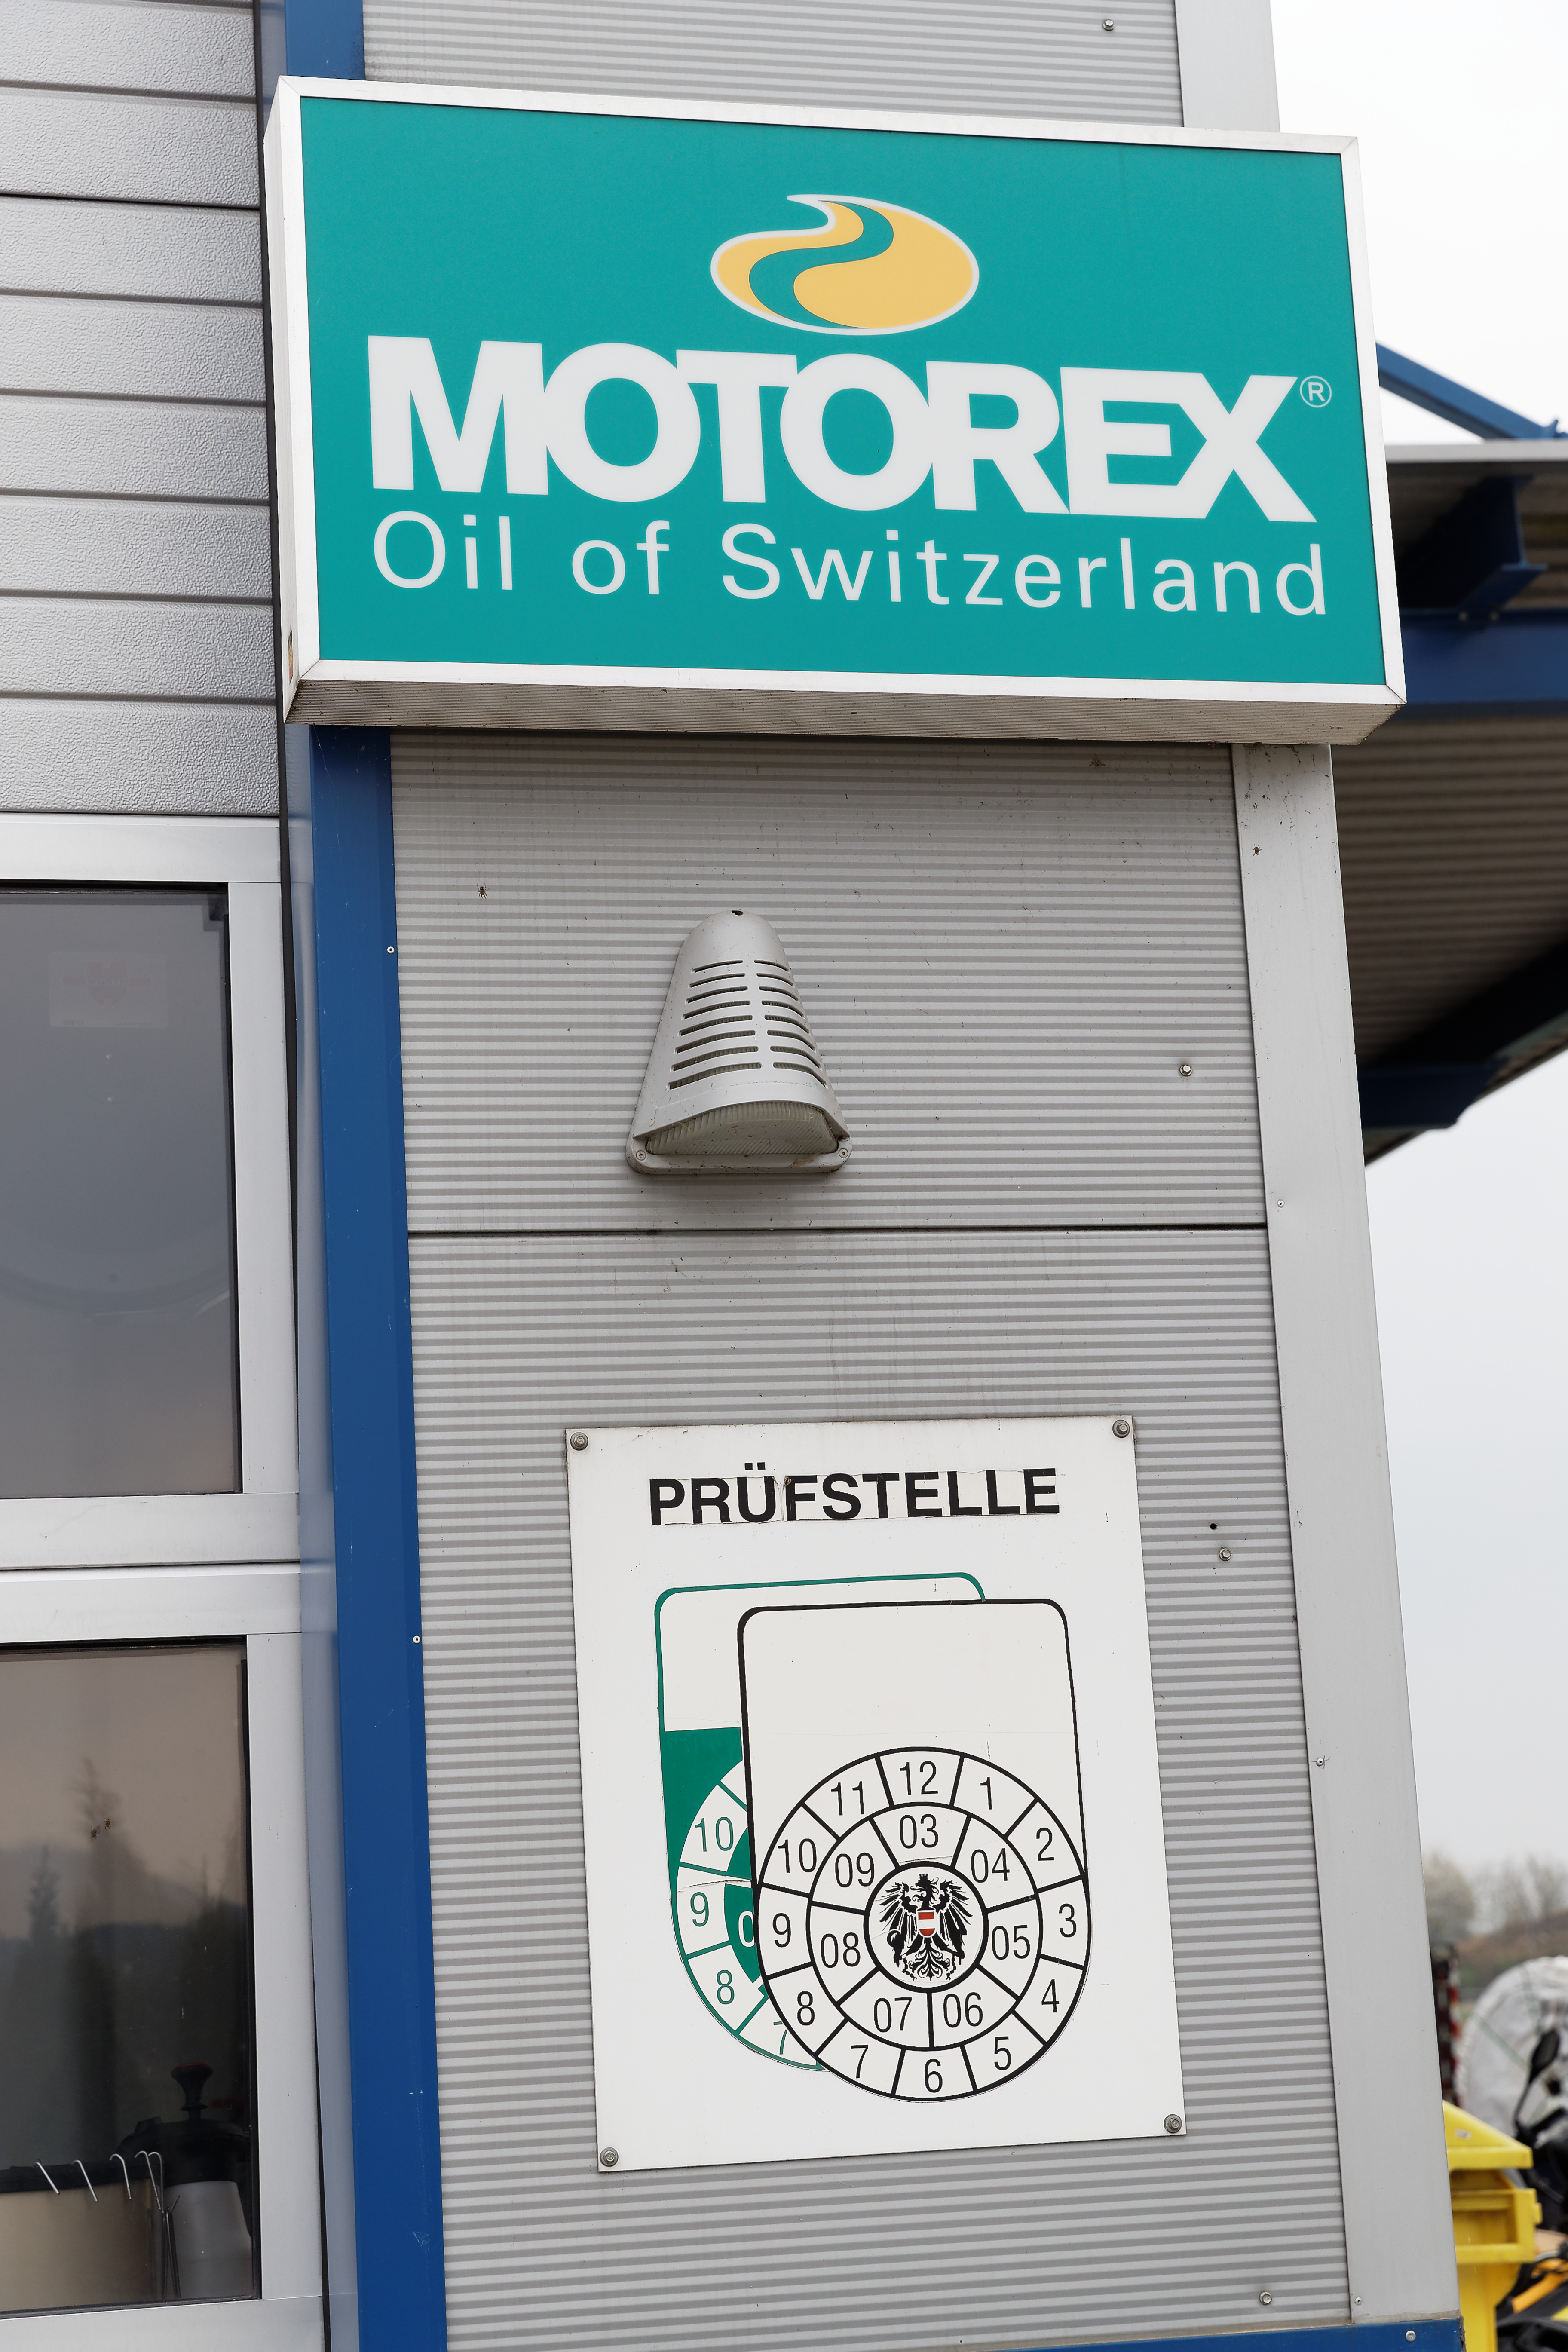 MOTOREX®
Oil of Switzerland
PRÜFSTELLE
11 12 1
10 03 2
10 09 04
9 9 08 05 3
0
8 8 07 06 4
7 7 6 5